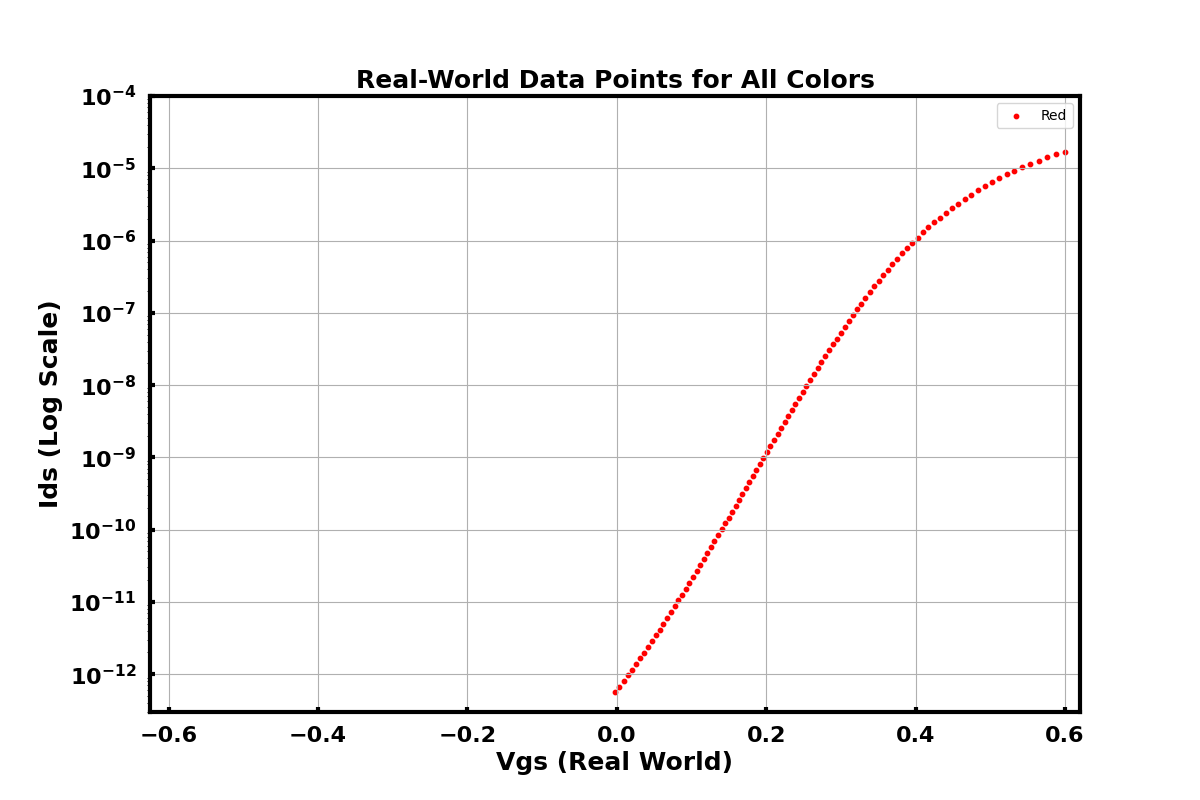 Real-World Data Points for All Colors
10⁻⁴
Red
10⁻⁵
10⁻⁶
10⁻⁷
10⁻⁸
10⁻⁹
10⁻¹⁰
10⁻¹¹
10⁻¹²
Ids (Log Scale)
−0.6 −0.4 −0.2 0.0 0.2 0.4 0.6
Vgs (Real World)